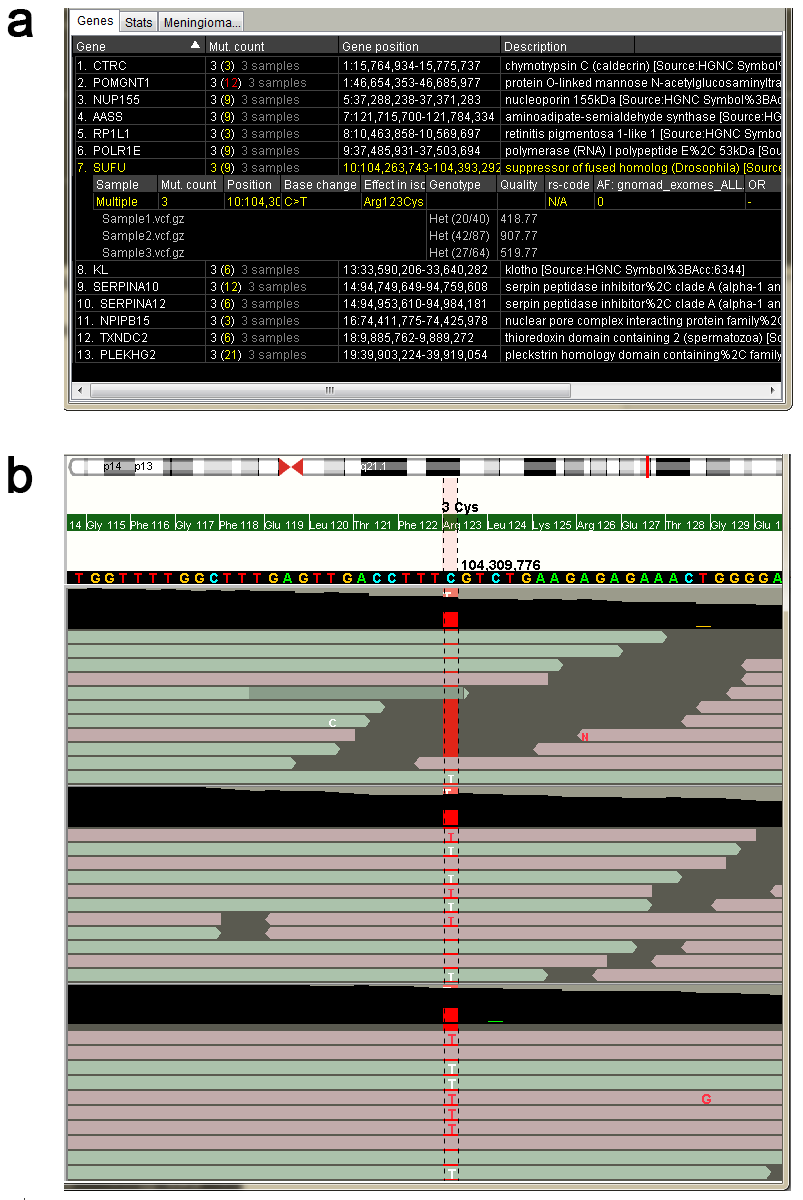 a
Genes Stats Meningioma...
Gene Mut. count Gene position Description
1. CTRC 3 (3) 3 samples 1:15,764,934-15,775,737 chymotrypsin C (caldecrin) [Source:HGNC Symbol%
2. POMGNT1 3 (12) 3 samples 1:46,654,353-46,685,977 protein O-linked mannose N-acetylglucosaminyltra
3. NUP155 3 (9) 3 samples 5:37,288,238-37,371,283 nucleoporin 155kDa [Source:HGNC Symbol%3BAc
4. AASS 3 (9) 3 samples 7:121,715,700-121,784,334 aminoadipate-semialdehyde synthase [Source:HG
5. RP1L1 3 (3) 3 samples 8:10,463,858-10,569,697 retinitis pigmentosa 1-like 1 [Source:HGNC Symbo
6. POLR1E 3 (9) 3 samples 9:37,485,931-37,503,694 polymerase (RNA) I polypeptide E%2C 53kDa [Sou
7. SUFU 3 (9) 3 samples 10:104,263,743-104,393,292 suppressor of fused homolog (Drosophila) [Source
Sample Mut. count Position Base change Effect in isc Genotype Quality rs-code AF: gnomad_exomes_ALL. OR
Multiple 3 10:104,30 C>T Arg123Cys N/A 0 -
Sample1.vcf.gz Het (20/40) 418.77
Sample2.vcf.gz Het (42/87) 907.77
Sample3.vcf.gz Het (27/64) 519.77
8. KL 3 (6) 3 samples 13:33,590,206-33,640,282 klotho [Source:HGNC Symbol%3BAcc:6344]
9. SERPINA10 3 (12) 3 samples 14:94,749,649-94,759,608 serpin peptidase inhibitor%2C clade A (alpha-1 an
10. SERPINA12 3 (6) 3 samples 14:94,953,610-94,984,181 serpin peptidase inhibitor%2C clade A (alpha-1 an
11. NPIPB15 3 (3) 3 samples 16:74,411,775-74,425,978 nuclear pore complex interacting protein family%2C
12. TXNDC2 3 (6) 3 samples 18:9,885,762-9,889,272 thioredoxin domain containing 2 (spermatozoa) [So
13. PLEKHG2 3 (21) 3 samples 19:39,903,224-39,919,054 pleckstrin homology domain containing%2C family
b
p14 p13 q21.1
3 Cys
14 Gly 115 Phe 116 Gly 117 Phe 118 Glu 119 Leu 120 Thr 121 Phe 122 Arg 123 Leu 124 Lys 125 Arg 126 Glu 127 Thr 128 Gly 129 Glu 1
104,309,776
T G G T T T T G G C T T T G A G T T G A C C T T T C G T C T G A A G A G A G A A A C T G G G G A
T
C
N
T
T
T
T
T
T
T
T
T
T
T
T
T
T G
T
T
T